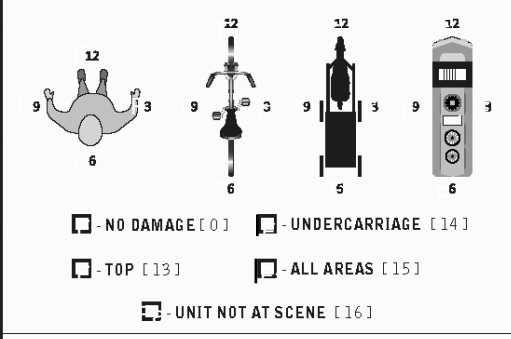 12 12 12
12
9 3 9 3 9 3 9 3
6
6 5 6
- NO DAMAGE [0] - UNDERCARRIAGE [14]
- TOP [13] - ALL AREAS [15]
- UNIT NOT AT SCENE [16]